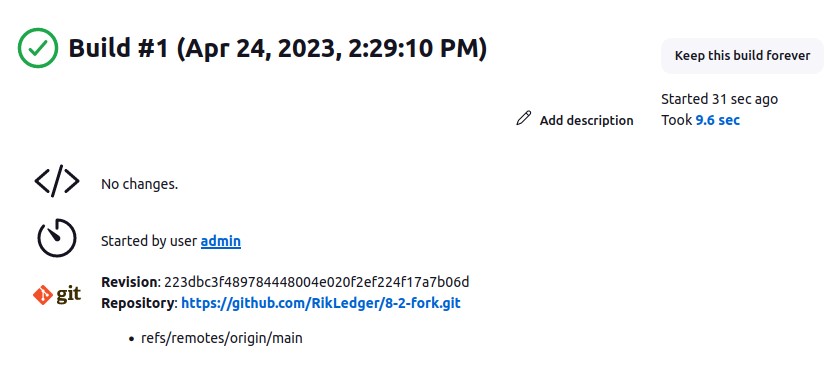 Build #1 (Apr 24, 2023, 2:29:10 PM)
Keep this build forever
Started 31 sec ago
Took 9.6 sec
Add description
No changes.
Started by user admin
git
Revision: 223dbc3f489784448004e020f2ef224f17a7b06d
Repository: https://github.com/RikLedger/8-2-fork.git
• refs/remotes/origin/main